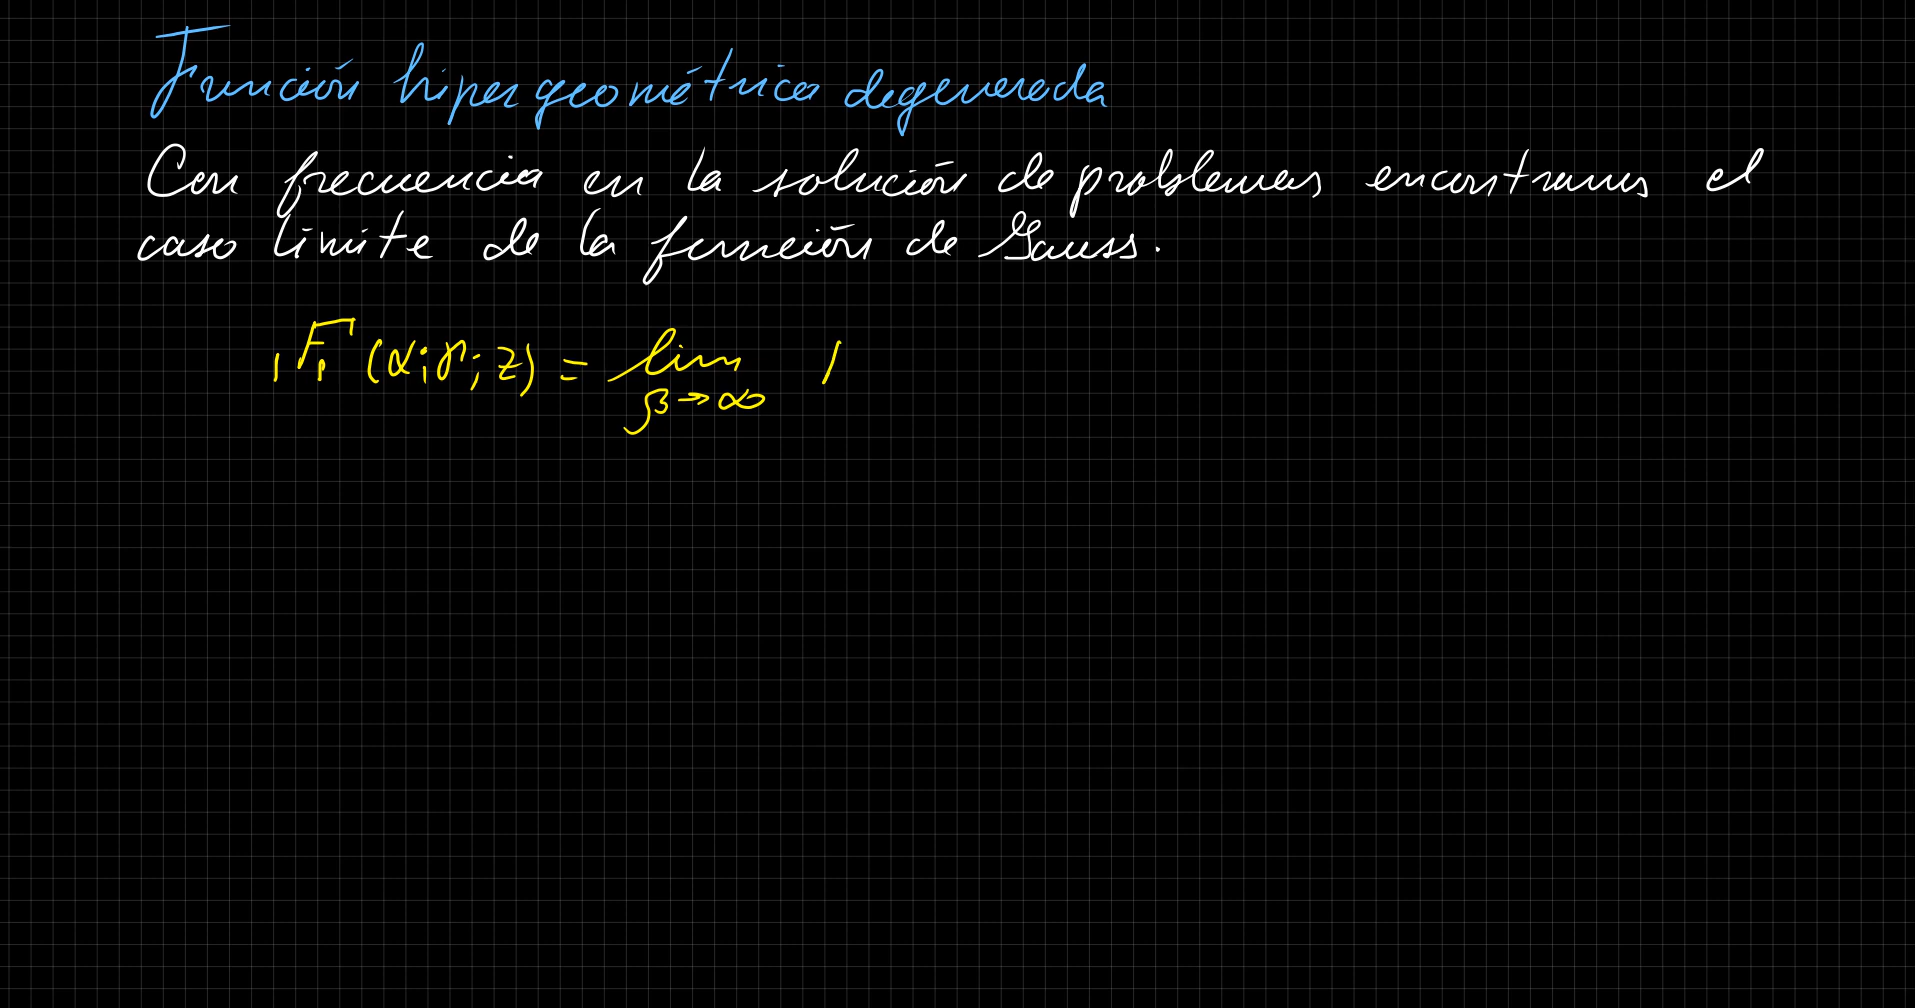 Función hipergeométrica degenerada
Con frecuencia en la solución de problemas encontramos el
caso límite de la función de Gauss.
₁F₁ (α; γ; z) = lim
β → ∞